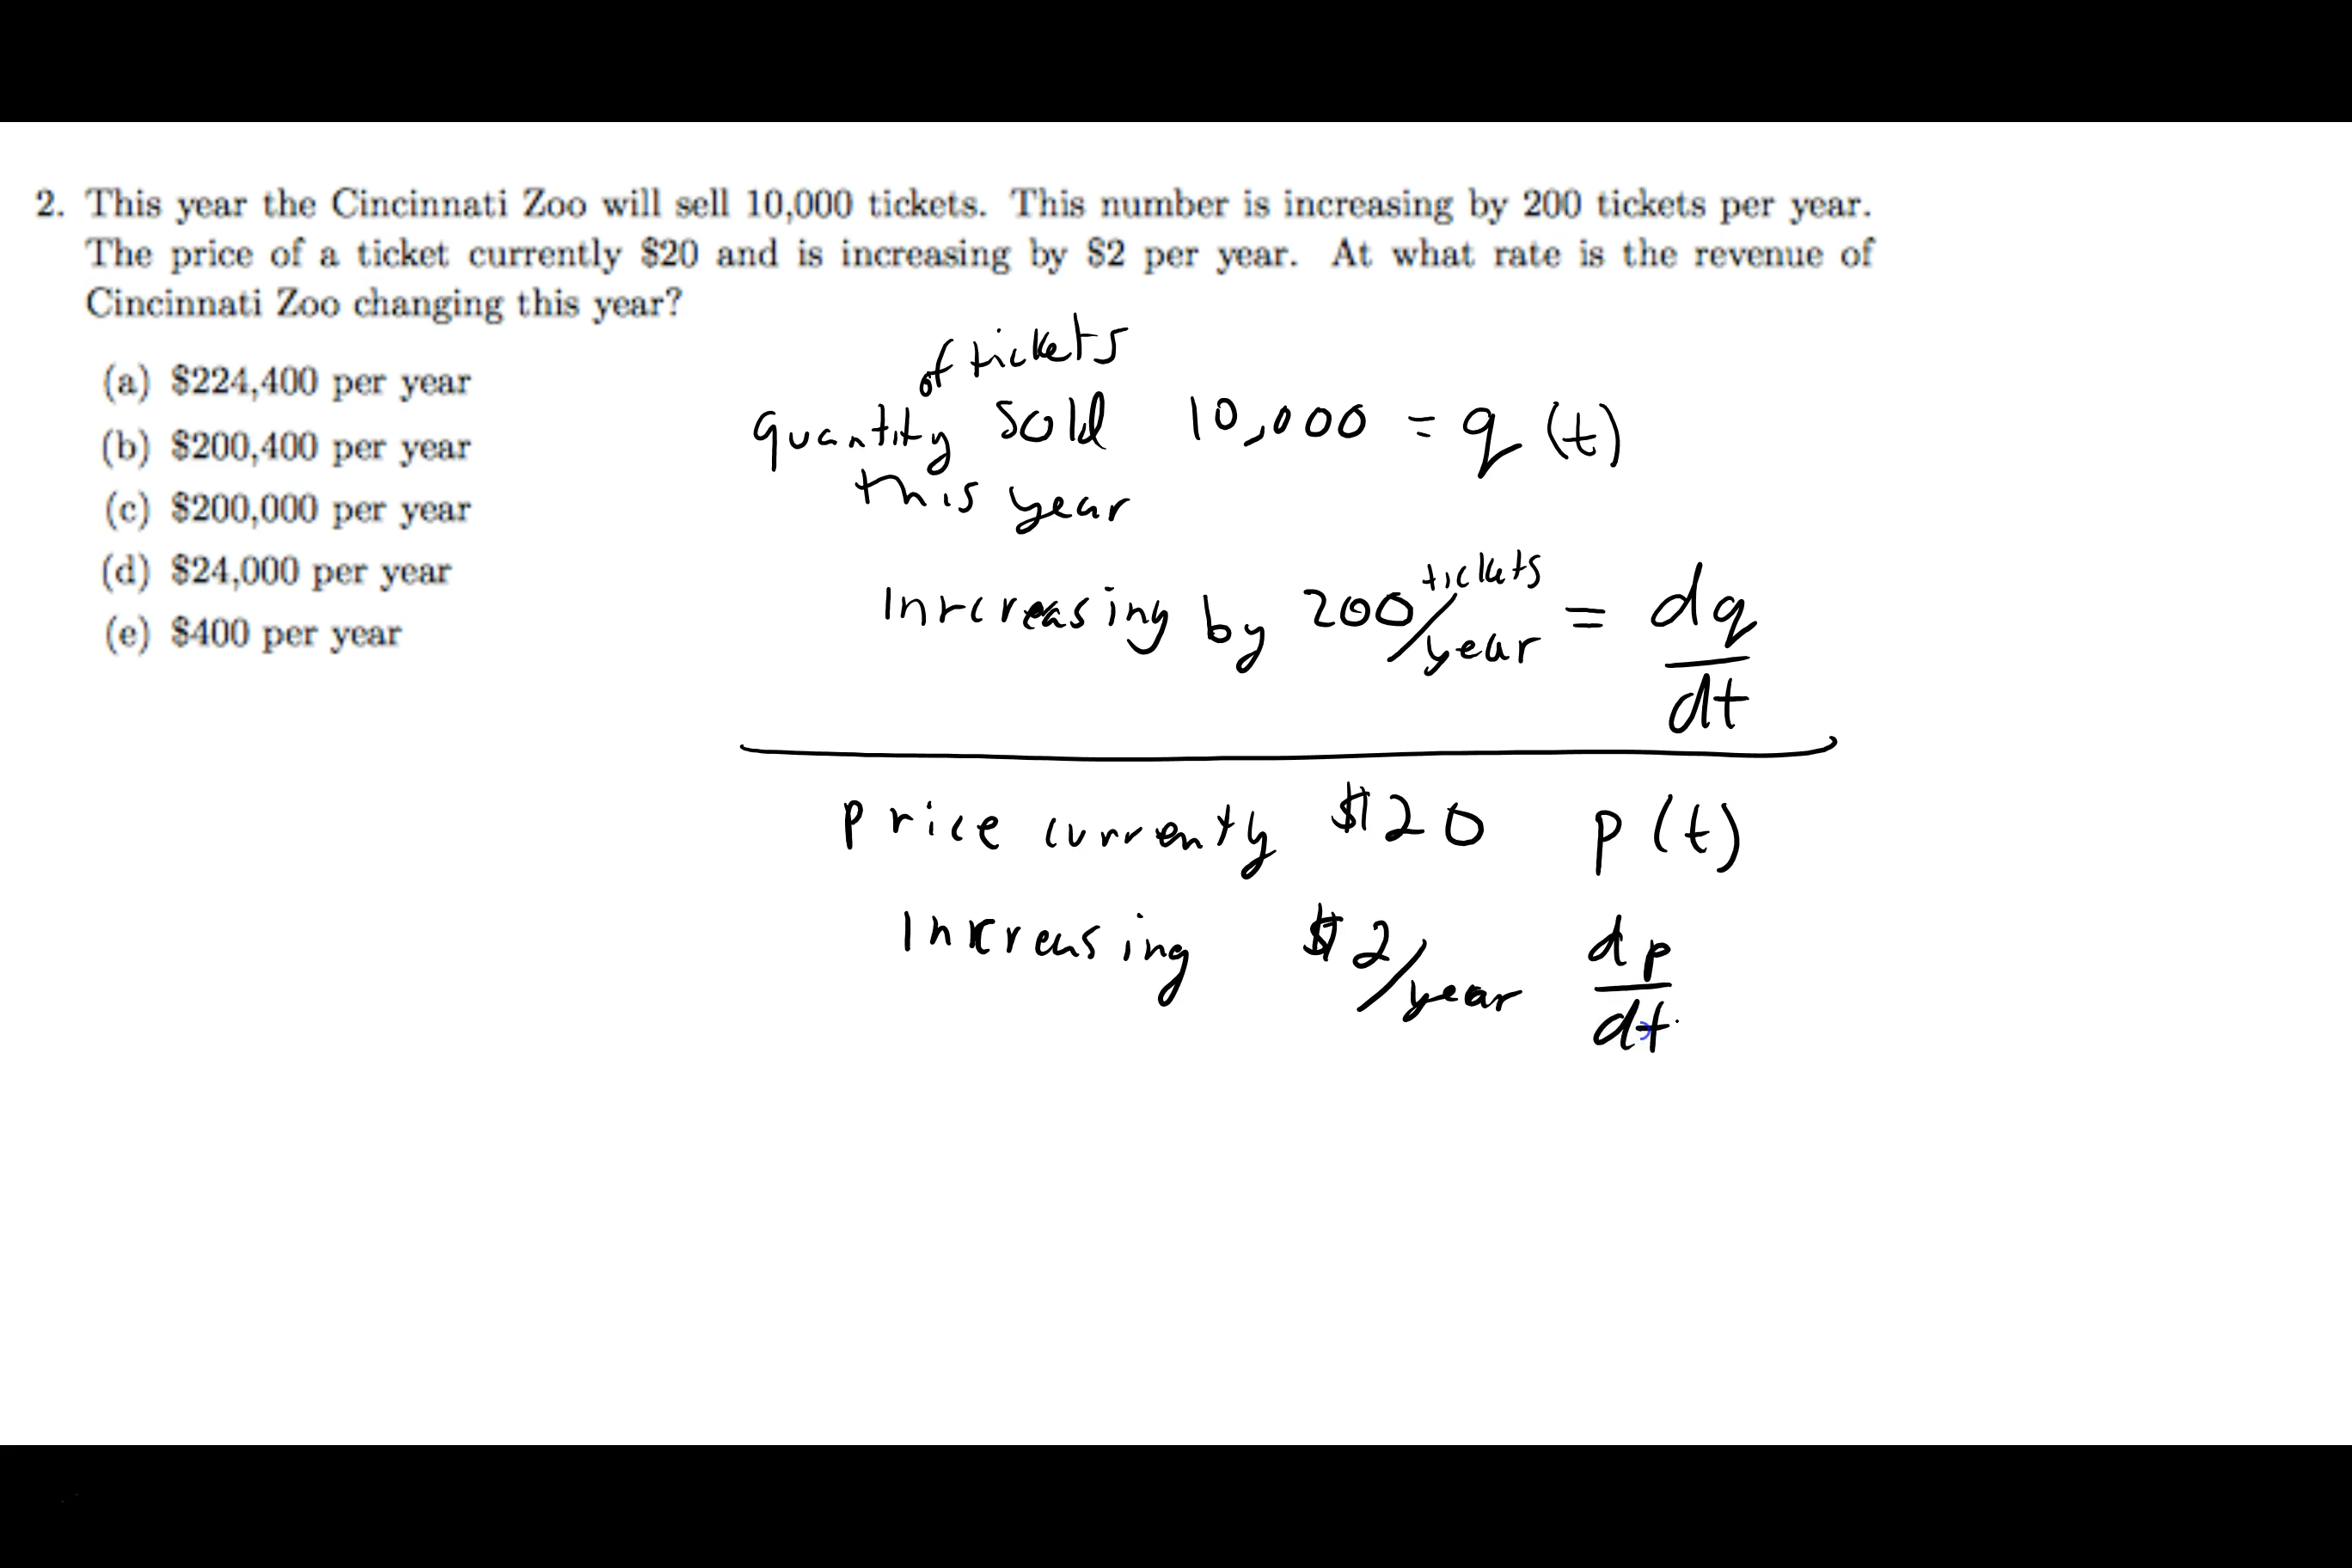 2. This year the Cincinnati Zoo will sell 10,000 tickets. This number is increasing by 200 tickets per year.
The price of a ticket currently $20 and is increasing by $2 per year. At what rate is the revenue of
Cincinnati Zoo changing this year?
(a) $224,400 per year
(b) $200,400 per year
(c) $200,000 per year
(d) $24,000 per year
(e) $400 per year
of tickets
quantity sold 10,000 = q (t)
this year
Increasing by 200 tickets/year = dq/dt
price currently $20 p(t)
Increasing $2/year dp/dt